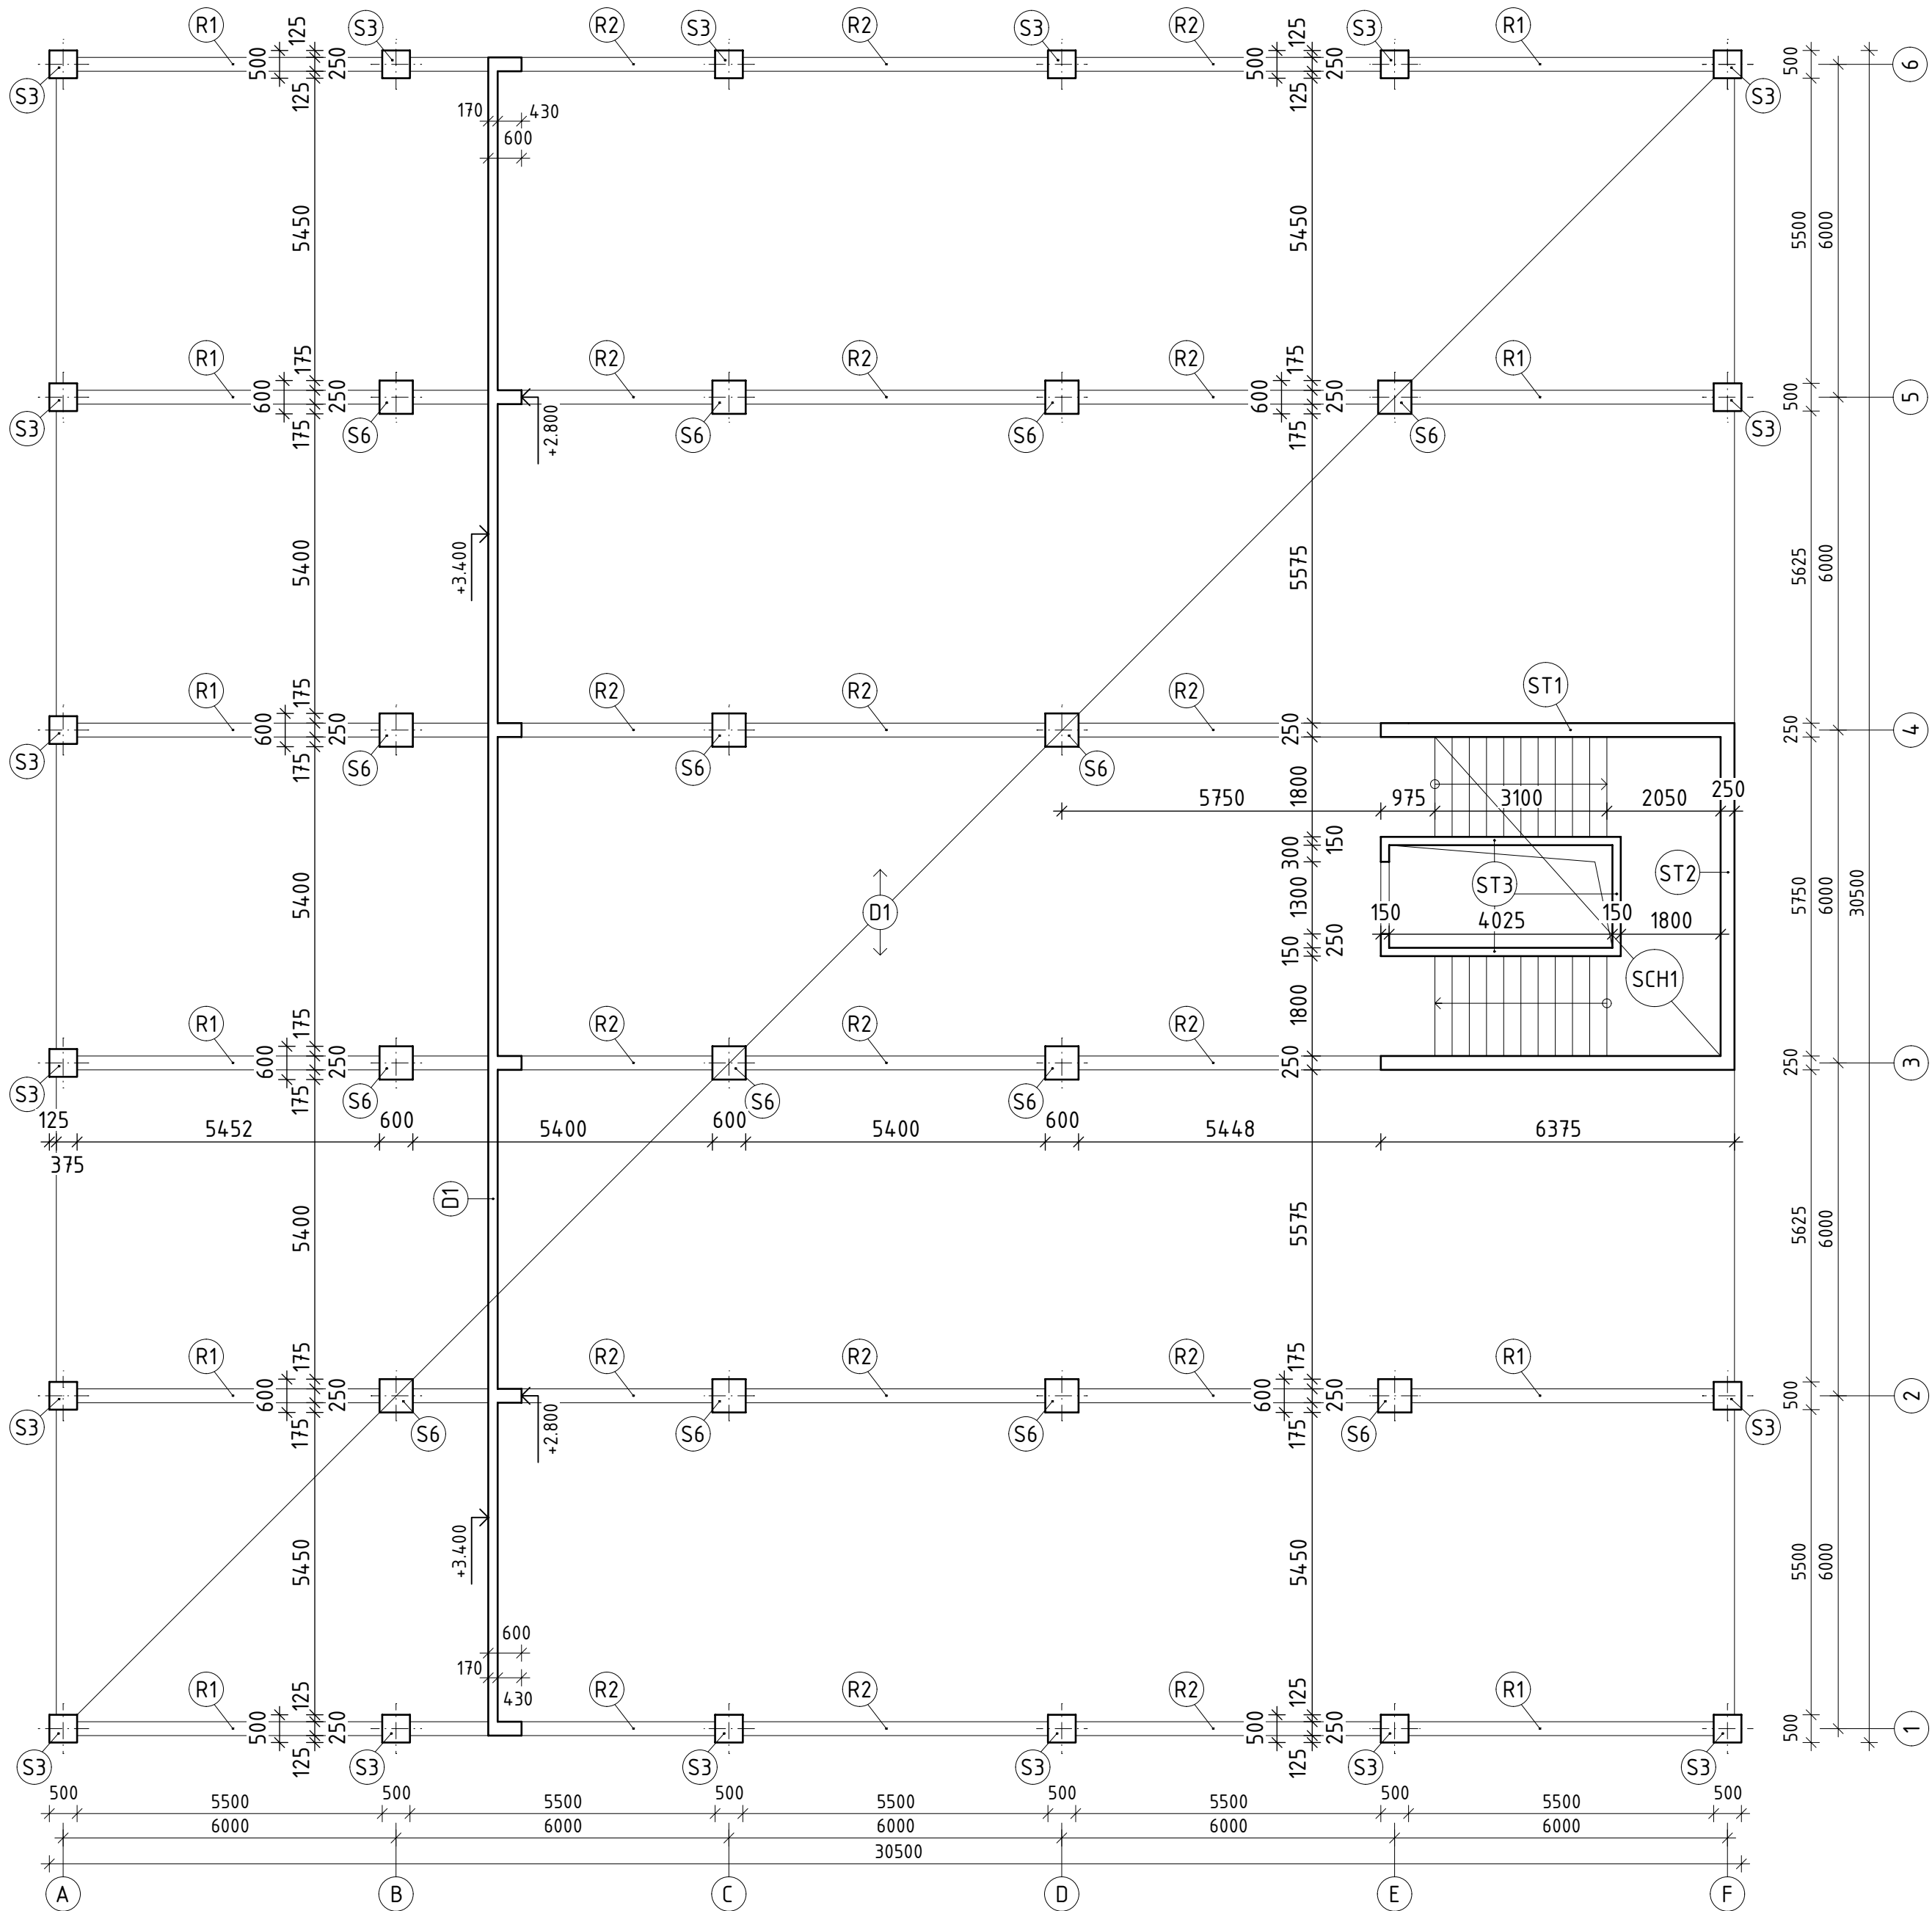 R1 125 S3 R2 S3 R2 S3 R2 125 S3 R1
500 250 500 250 500 6
S3 125 125 S3
170 430
600
5450 5450 5500 6000
R1 175 R2 R2 R2 175 R1
600 250 600 250 500 5
S3 175 S6 +2.800 S6 S6 175 S6 S3
+3.400 5400 5575 5625 6000
R1 175 R2 R2 R2 ST1
600 250 250 250 4
S3 175 S6 S6 S6
1800 250
5750 975 3100 2050
150
300
5400 D1 1300 ST3 ST2 5750 6000 30500
150 4025 150 1800
150 250
SCH1
1800
R1 175 R2 R2 R2
600 250 250 250 3
S3 175 S6 S6 S6
125 5452 600 5400 600 5400 600 5448 6375
375
D1
5400 5575 5625 6000
R1 175 R2 R2 R2 175 R1
600 250 600 250 500 2
S3 175 S6 +2.800 S6 S6 175 S6 S3
+3.400 5450 5450 5500 6000
600
170
430
R1 125 R2 R2 R2 125 R1
500 250 500 250 500 1
S3 125 S3 S3 S3 125 S3 S3
500 5500 500 5500 500 5500 500 5500 500 5500 500
6000 6000 6000 6000 6000
30500
A B C D E F